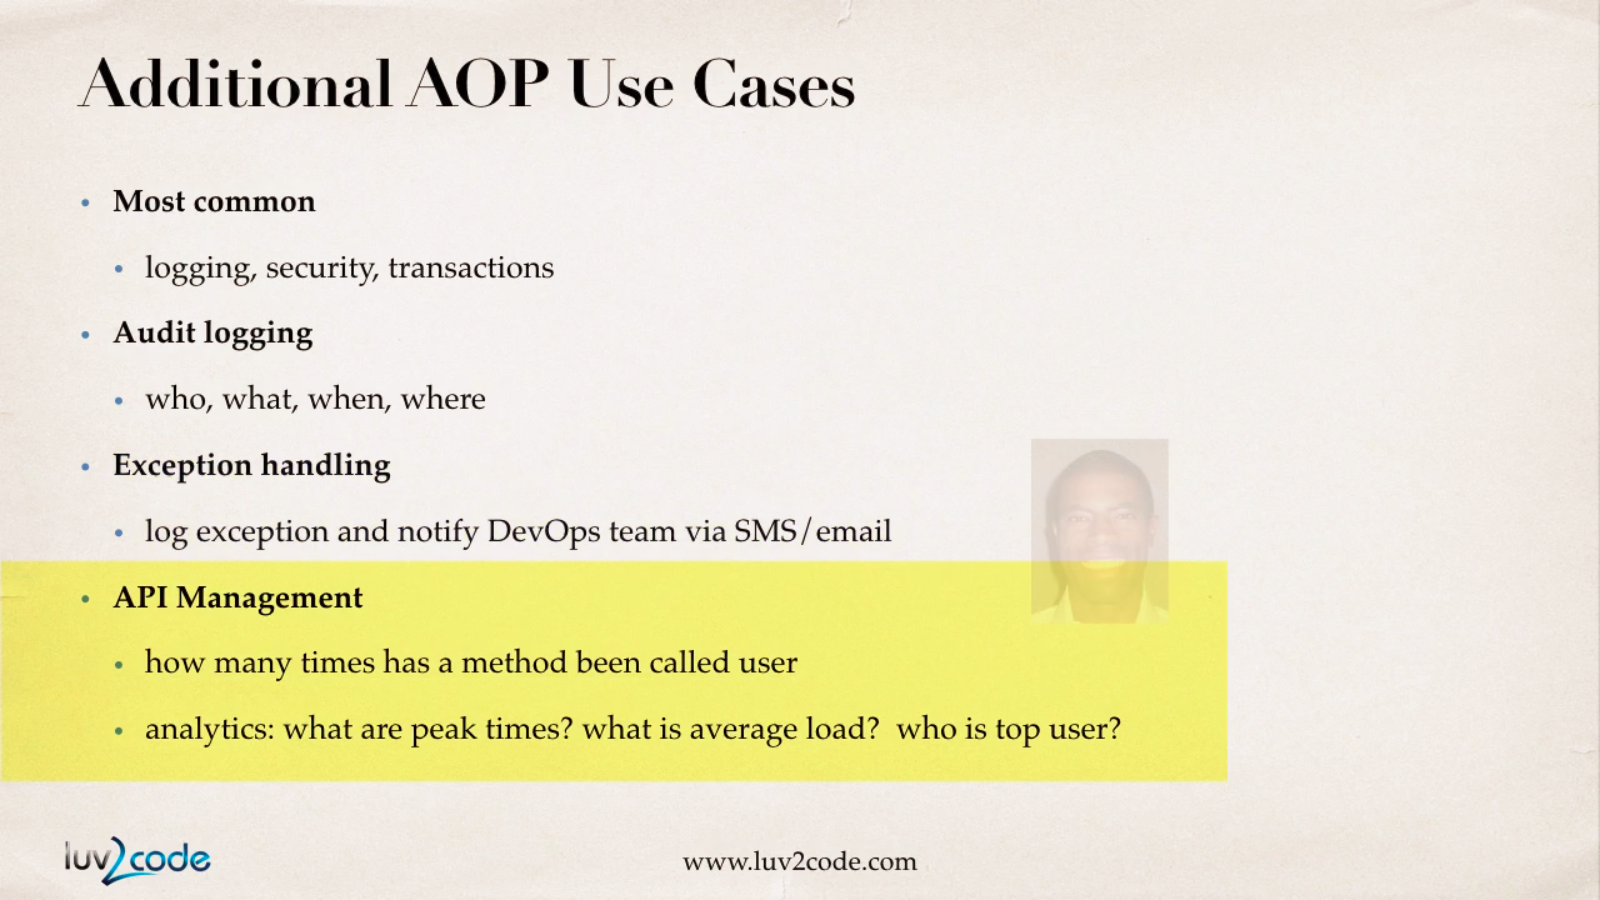 Additional AOP Use Cases
• Most common
• logging, security, transactions
• Audit logging
• who, what, when, where
• Exception handling
• log exception and notify DevOps team via SMS/email
• API Management
• how many times has a method been called user
• analytics: what are peak times? what is average load?  who is top user?
luv2code
www.luv2code.com